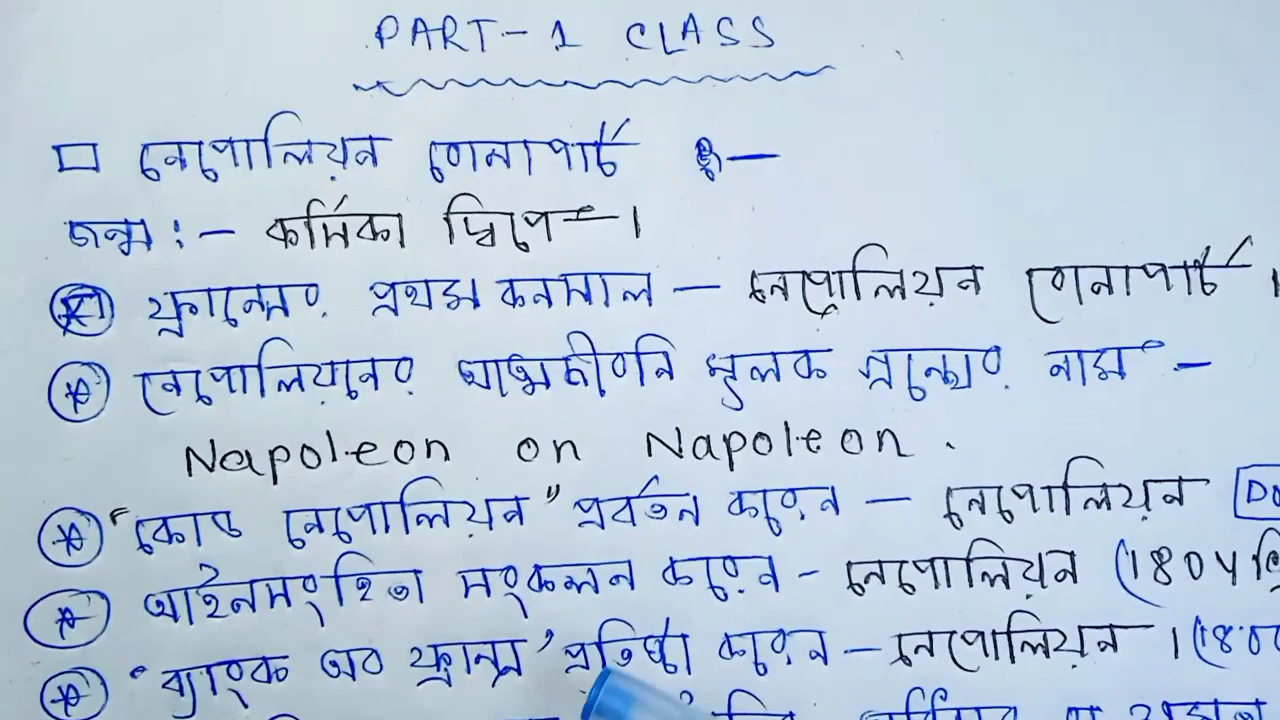 PART-1 CLASS
□ নেপোলিয়ন বোনাপার্ট :—
জন্ম :- কর্সিকা দ্বিপে।
ফ্রান্সের প্রথম কনসাল — নেপোলিয়ন বোনাপার্ট।
নেপোলিয়নের আত্মজীবনি মূলক গ্রন্থের নাম –
Napoleon on Napoleon.
"কোড নেপোলিয়ন" প্রবর্তন করেন — নেপোলিয়ন
আইনসংহিতা সংকলন করেন - নেপোলিয়ন (1804 খ্রি
'ব্যাংক অব ফ্রান্স' প্রতিষ্ঠা করেন — নেপোলিয়ন। (180